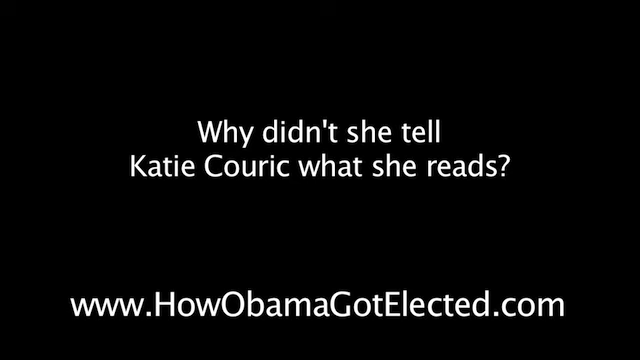 Why didn't she tell
Katie Couric what she reads?
www.HowObamaGotElected.com